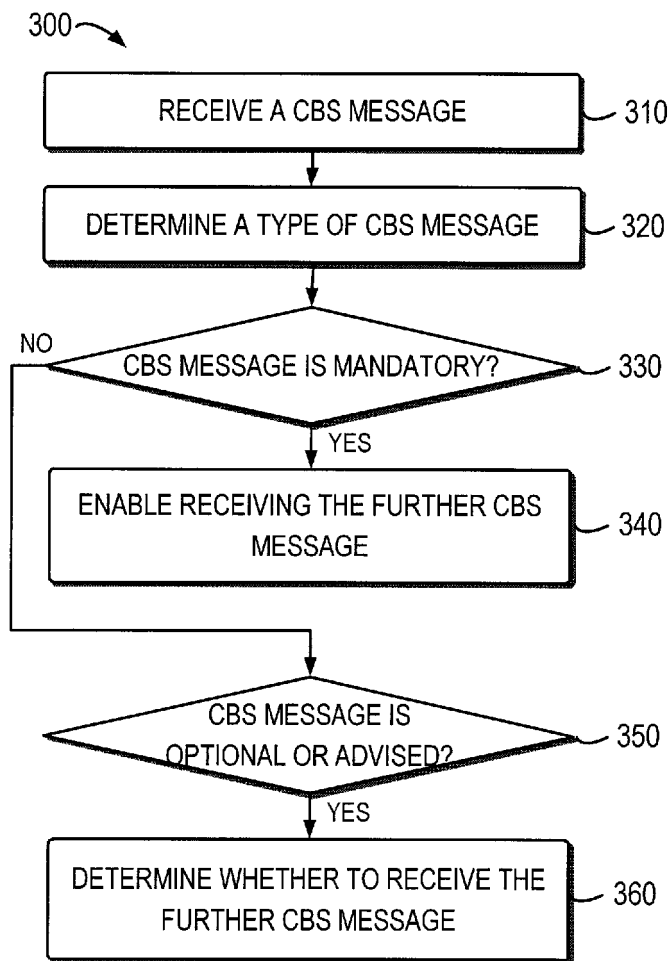 300
RECEIVE A CBS MESSAGE
310
DETERMINE A TYPE OF CBS MESSAGE
320
NO
CBS MESSAGE IS MANDATORY?
330
YES
ENABLE RECEIVING THE FURTHER CBS
MESSAGE
340
CBS MESSAGE IS
OPTIONAL OR ADVISED?
350
YES
DETERMINE WHETHER TO RECEIVE THE
FURTHER CBS MESSAGE
360